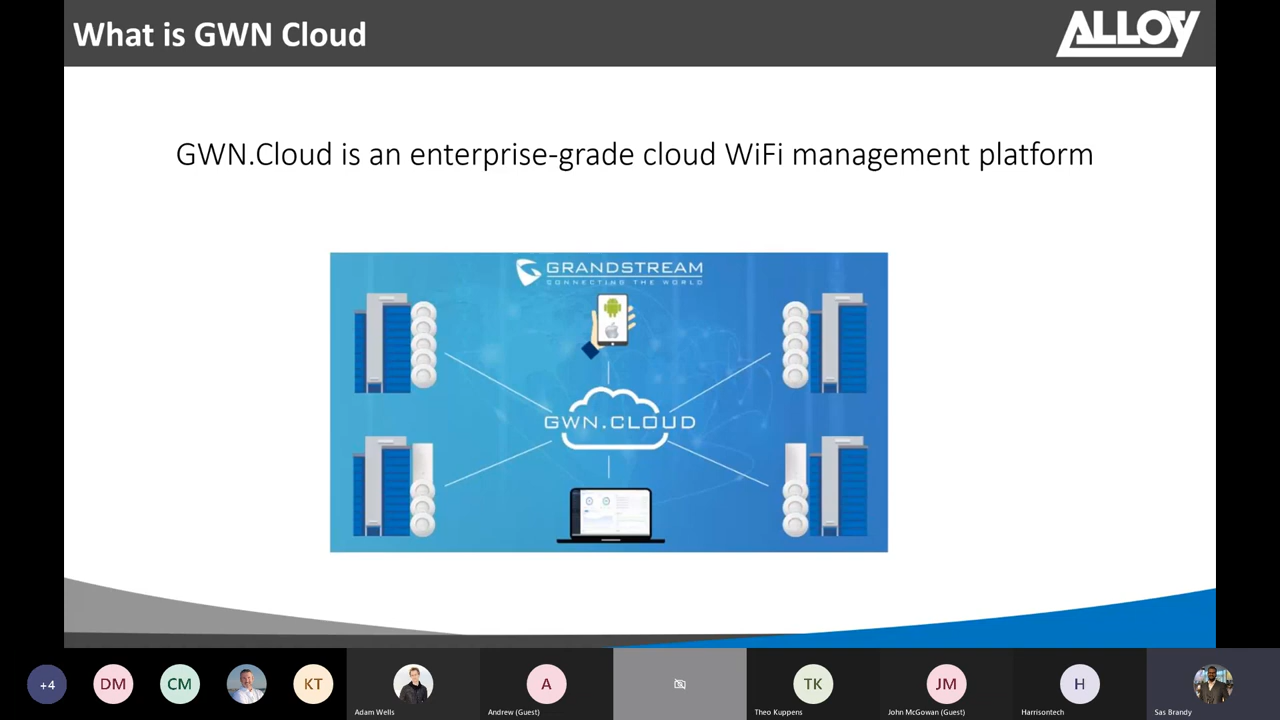 What is GWN Cloud
ALLOY
GWN.Cloud is an enterprise-grade cloud WiFi management platform
GRANDSTREAM
CONNECTING THE WORLD
GWN.CLOUD
+4
DM
CM
KT
A
TK
JM
H
Adam Wells
Andrew (Guest)
Theo Kuppens
John McGowan (Guest)
Harrisontech
Sas Brandy